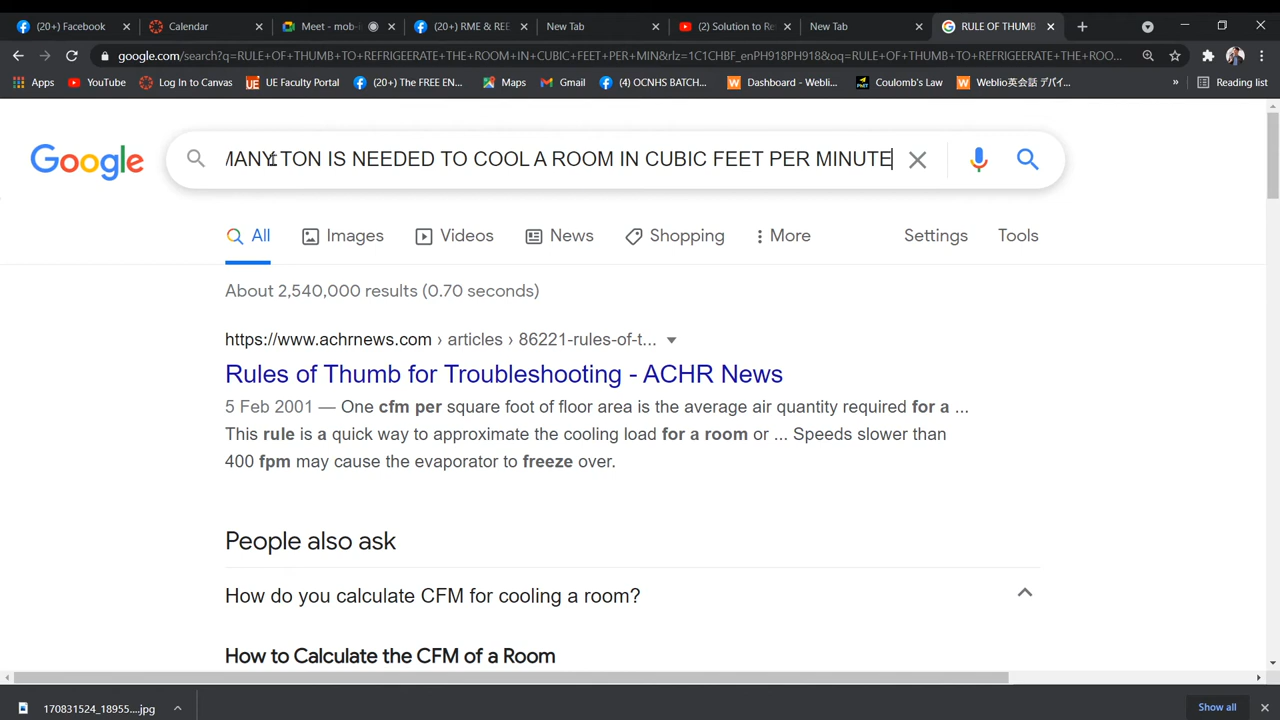 (20+) Facebook
Calendar
Meet - mob-i
(20+) RME & REE
New Tab
(2) Solution to Re
New Tab
RULE OF THUMB
google.com/search?q=RULE+OF+THUMB+TO+REFRIGEERATE+THE+ROOM+IN+CUBIC+FEET+PER+MIN&rlz=1C1CHBF_enPH918PH918&oq=RULE+OF+THUMB+TO+REFRIGEERATE+THE+ROO...
Apps
YouTube
Log In to Canvas
UE Faculty Portal
(20+) The FREE EN...
Maps
Gmail
(4) OCNHS BATCH...
Dashboard - Weblio...
Coulomb's Law
Weblio英会話 デバイ...
»
Reading list
Google
MANY TON IS NEEDED TO COOL A ROOM IN CUBIC FEET PER MINUTE
All
Images
Videos
News
Shopping
More
Settings
Tools
About 2,540,000 results (0.70 seconds)
https://www.achrnews.com › articles › 86221-rules-of-t...
Rules of Thumb for Troubleshooting - ACHR News
5 Feb 2001 — One cfm per square foot of floor area is the average air quantity required for a ...
This rule is a quick way to approximate the cooling load for a room or ... Speeds slower than
400 fpm may cause the evaporator to freeze over.
People also ask
How do you calculate CFM for cooling a room?
How to Calculate the CFM of a Room
170831524_18955....jpg
Show all